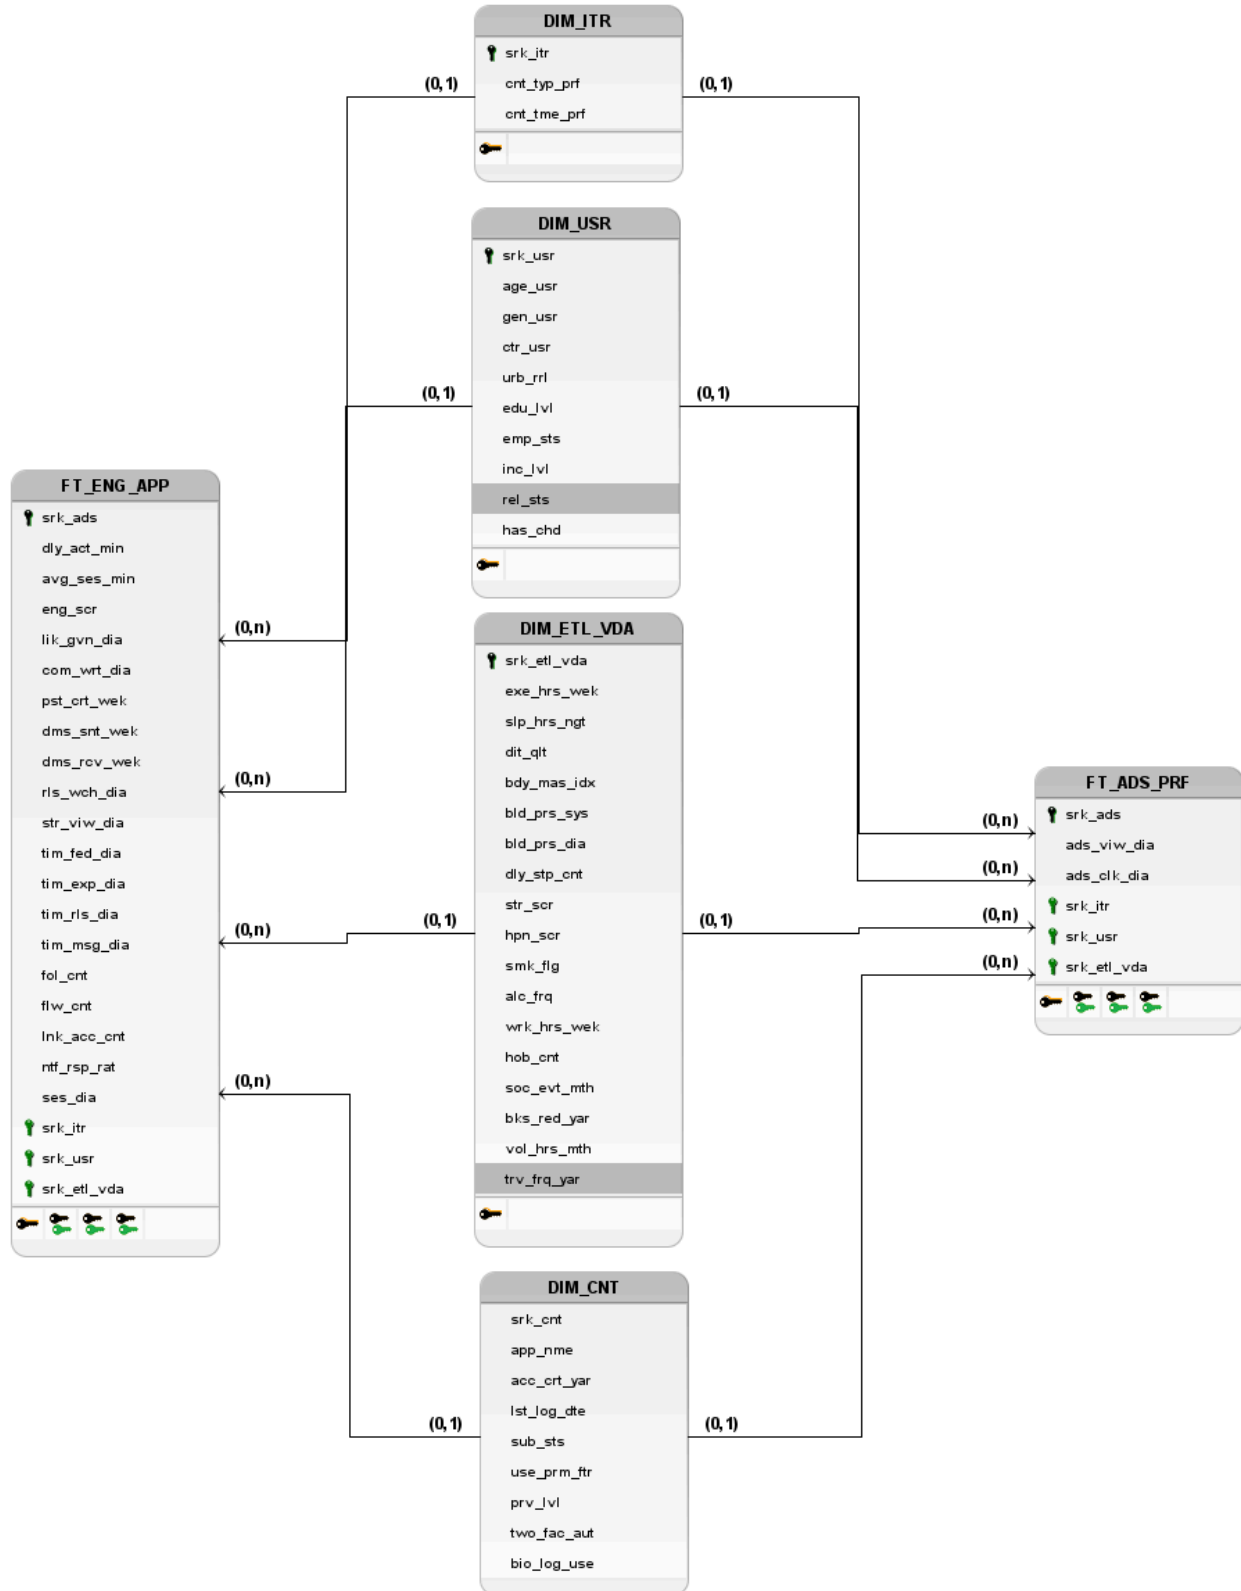 DIM_ITR
srk_itr
cnt_typ_prf
cnt_tme_prf
(0,1)
(0,1)
DIM_USR
srk_usr
age_usr
gen_usr
ctr_usr
urb_rrl
edu_lvl
emp_sts
inc_lvl
rel_sts
has_chd
(0,1)
(0,1)
FT_ENG_APP
srk_ads
dly_act_min
avg_ses_min
eng_scr
lik_gvn_dia
com_wrt_dia
pst_crt_wek
dms_snt_wek
dms_rcv_wek
rls_wch_dia
str_viw_dia
tim_fed_dia
tim_exp_dia
tim_rls_dia
tim_msg_dia
fol_cnt
flw_cnt
lnk_acc_cnt
ntf_rsp_rat
ses_dia
srk_itr
srk_usr
srk_etl_vda
(0,n)
(0,n)
(0,n)
(0,n)
DIM_ETL_VDA
srk_etl_vda
exe_hrs_wek
slp_hrs_ngt
dit_qlt
bdy_mas_idx
bld_prs_sys
bld_prs_dia
dly_stp_cnt
str_scr
hpn_scr
smk_flg
alc_frq
wrk_hrs_wek
hob_cnt
soc_evt_mth
bks_red_yar
vol_hrs_mth
trv_frq_yar
(0,1)
(0,1)
FT_ADS_PRF
srk_ads
ads_viw_dia
ads_clk_dia
srk_itr
srk_usr
srk_etl_vda
(0,n)
(0,n)
(0,n)
(0,n)
DIM_CNT
srk_cnt
app_nme
acc_crt_yar
lst_log_dte
sub_sts
use_prm_ftr
prv_lvl
two_fac_aut
bio_log_use
(0,1)
(0,1)